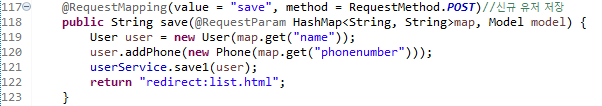 117 @RequestMapping(value = "save", method = RequestMethod.POST)//신규 유저 저장
118 public String save(@RequestParam HashMap<String, String>map, Model model) {
119 User user = new User(map.get("name"));
120 user.addPhone(new Phone(map.get("phonenumber")));
121 userService.save1(user);
122 return "redirect:list.html";
123 }